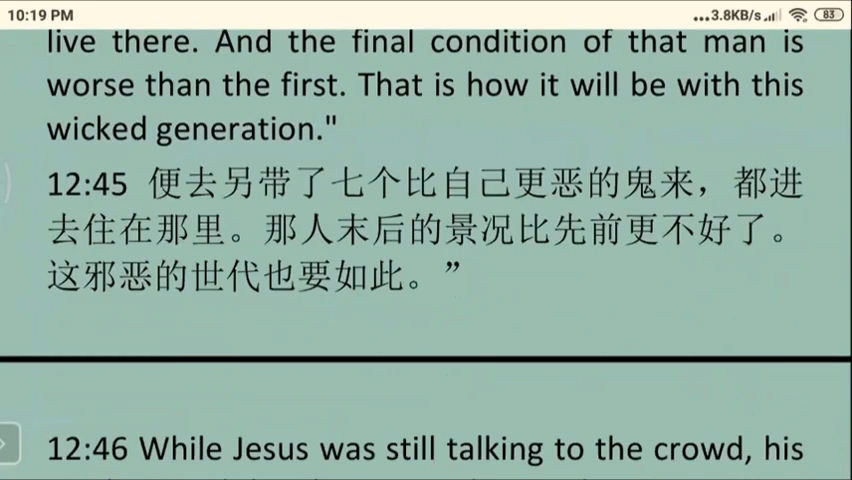 10:19 PM
...3.8KB/s
83
live there. And the final condition of that man is
worse than the first. That is how it will be with this
wicked generation."
12:45 便去另带了七个比自己更恶的鬼来，都进
去住在那里。那人末后的景况比先前更不好了。
这邪恶的世代也要如此。”
12:46 While Jesus was still talking to the crowd, his